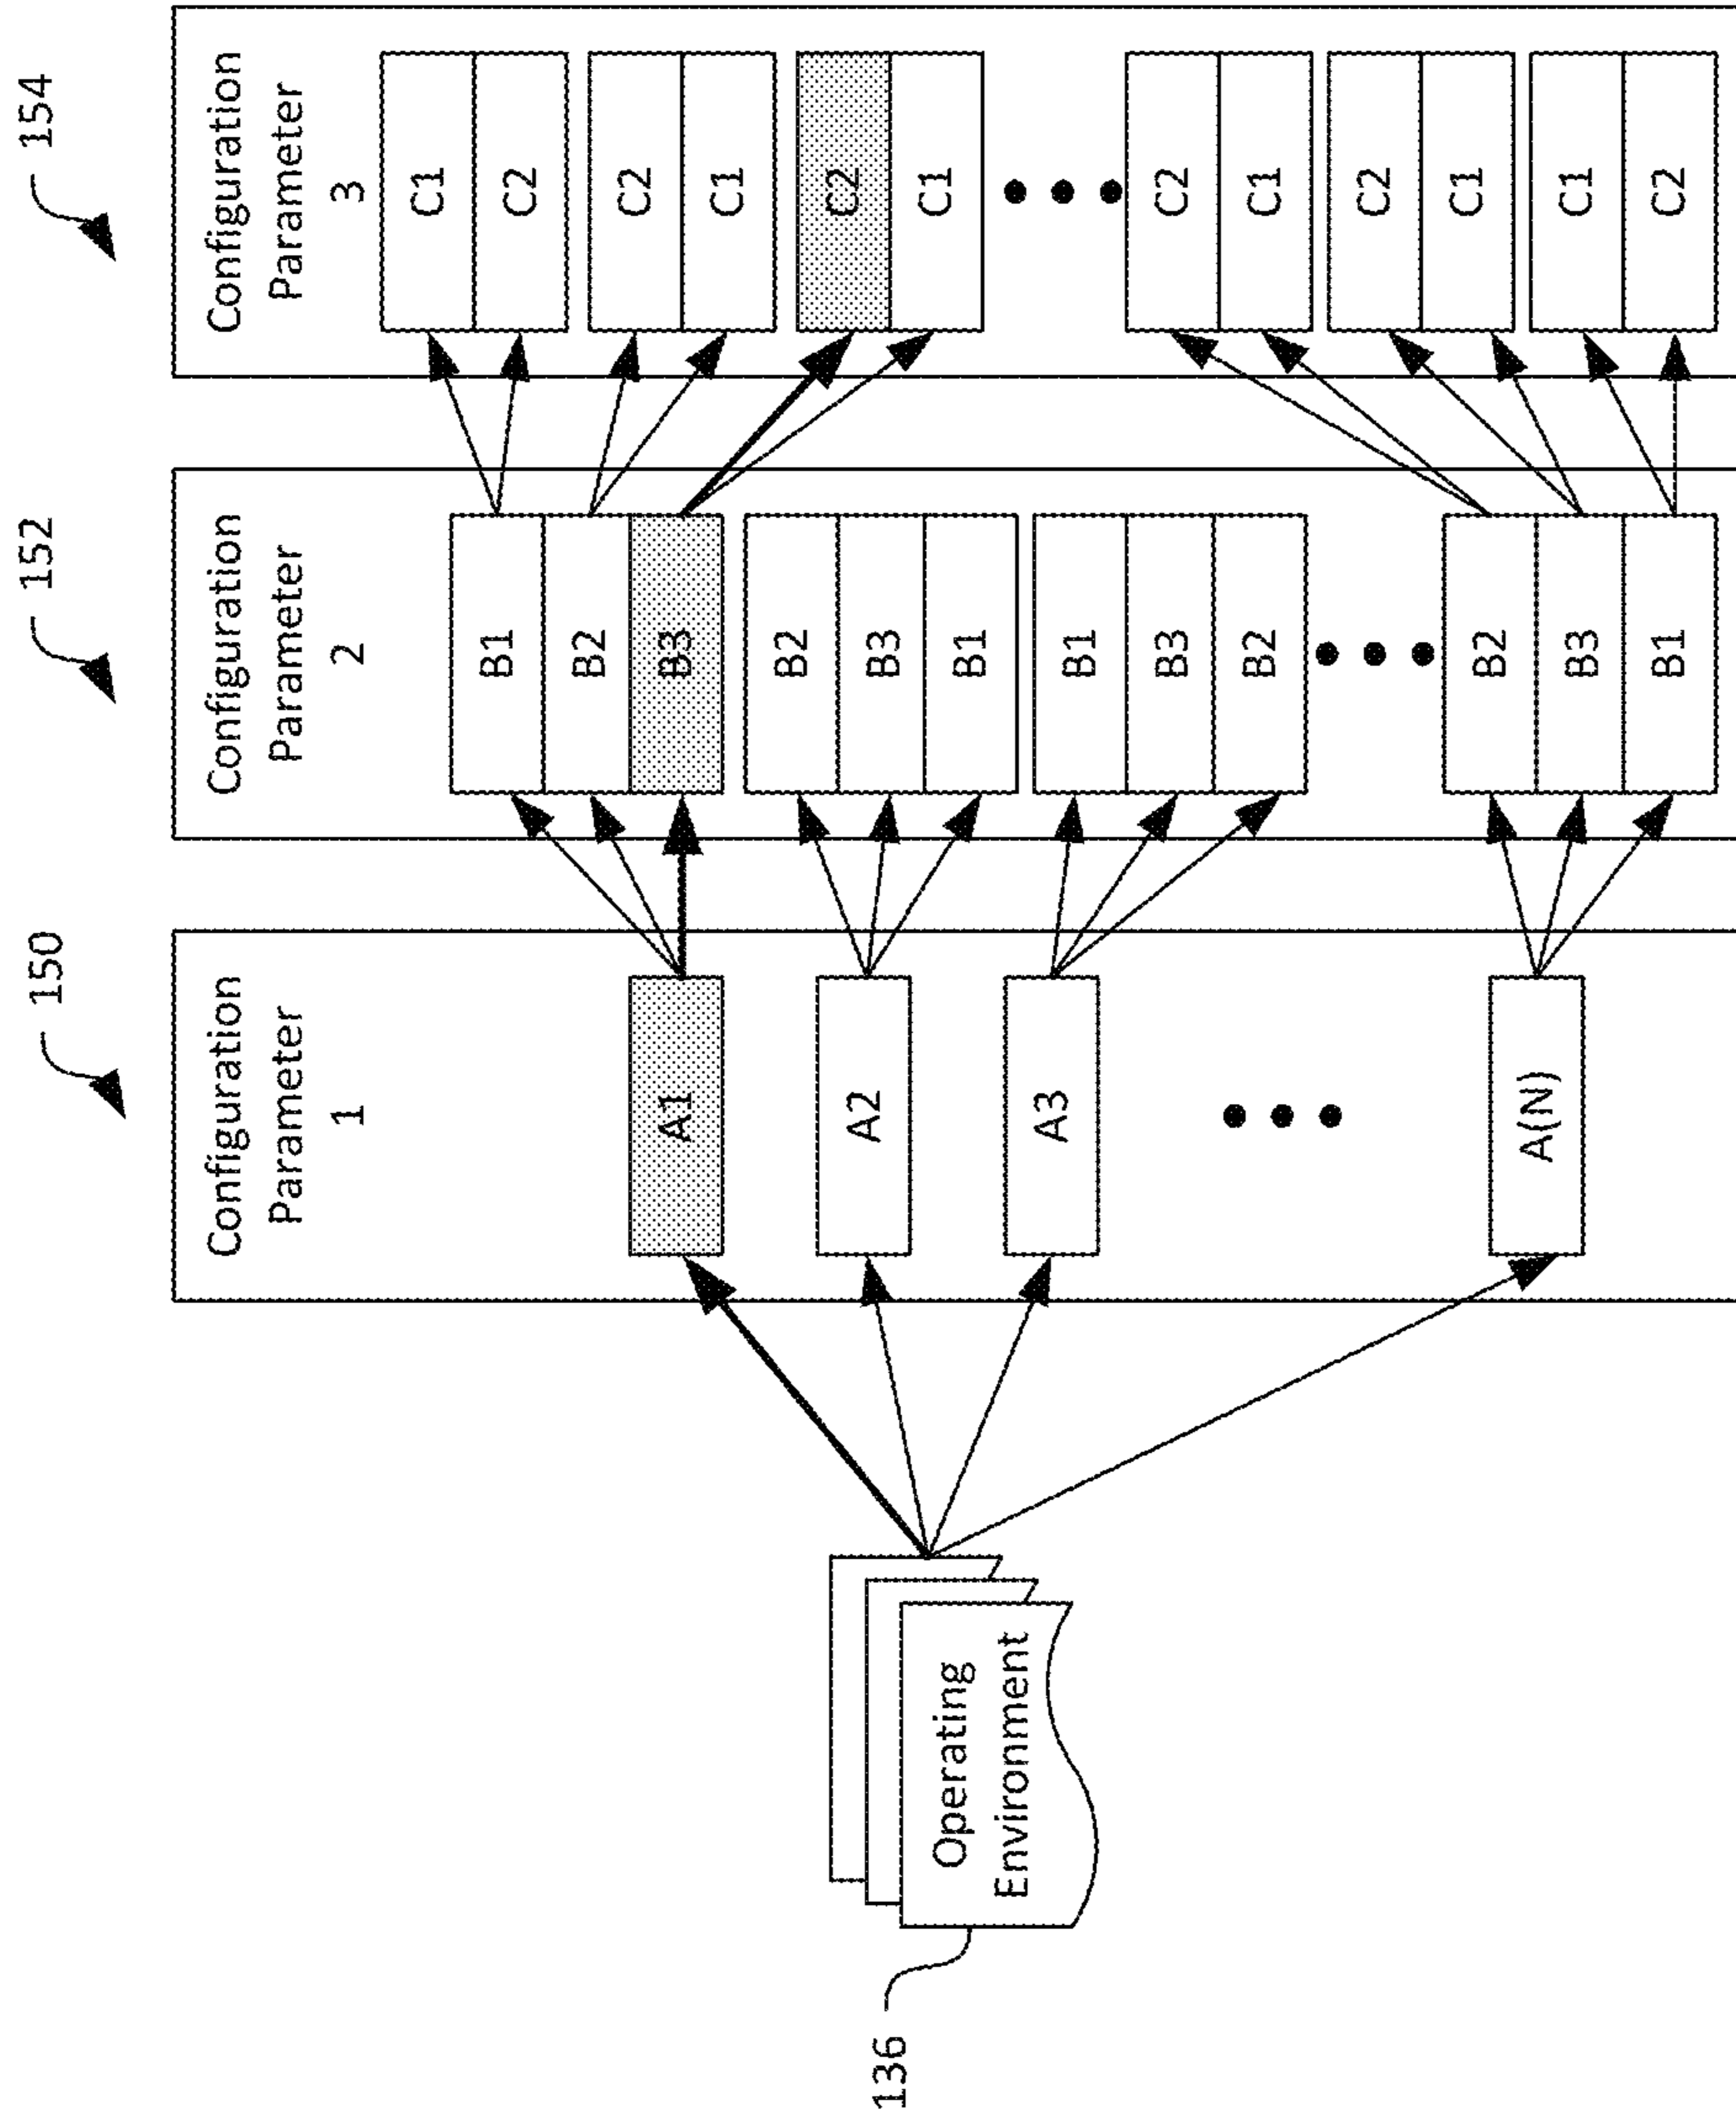 150
152
154
Configuration
Parameter
1
A1
A2
A3
A(N)
Configuration
Parameter
2
B1
B2
B3
B2
B3
B1
B1
B3
B2
B2
B3
B1
Configuration
Parameter
3
C1
C2
C2
C1
C2
C1
C2
C1
C2
C1
C1
C2
Operating
Environment
136